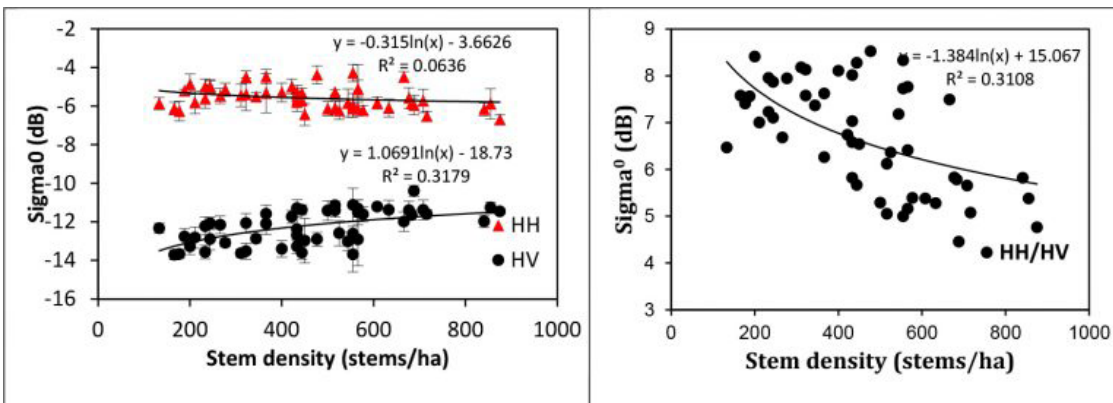 -2
-4
-6
-8
-10
-12
-14
-16
Sigma0 (dB)
y = -0.315ln(x) - 3.6626
R² = 0.0636
y = 1.0691ln(x) - 18.73
R² = 0.3179
HH
HV
0 200 400 600 800 1000
Stem density (stems/ha)
9
8
7
6
5
4
3
Sigma⁰ (dB)
y = -1.384ln(x) + 15.067
R² = 0.3108
HH/HV
0 200 400 600 800 1000
Stem density (stems/ha)